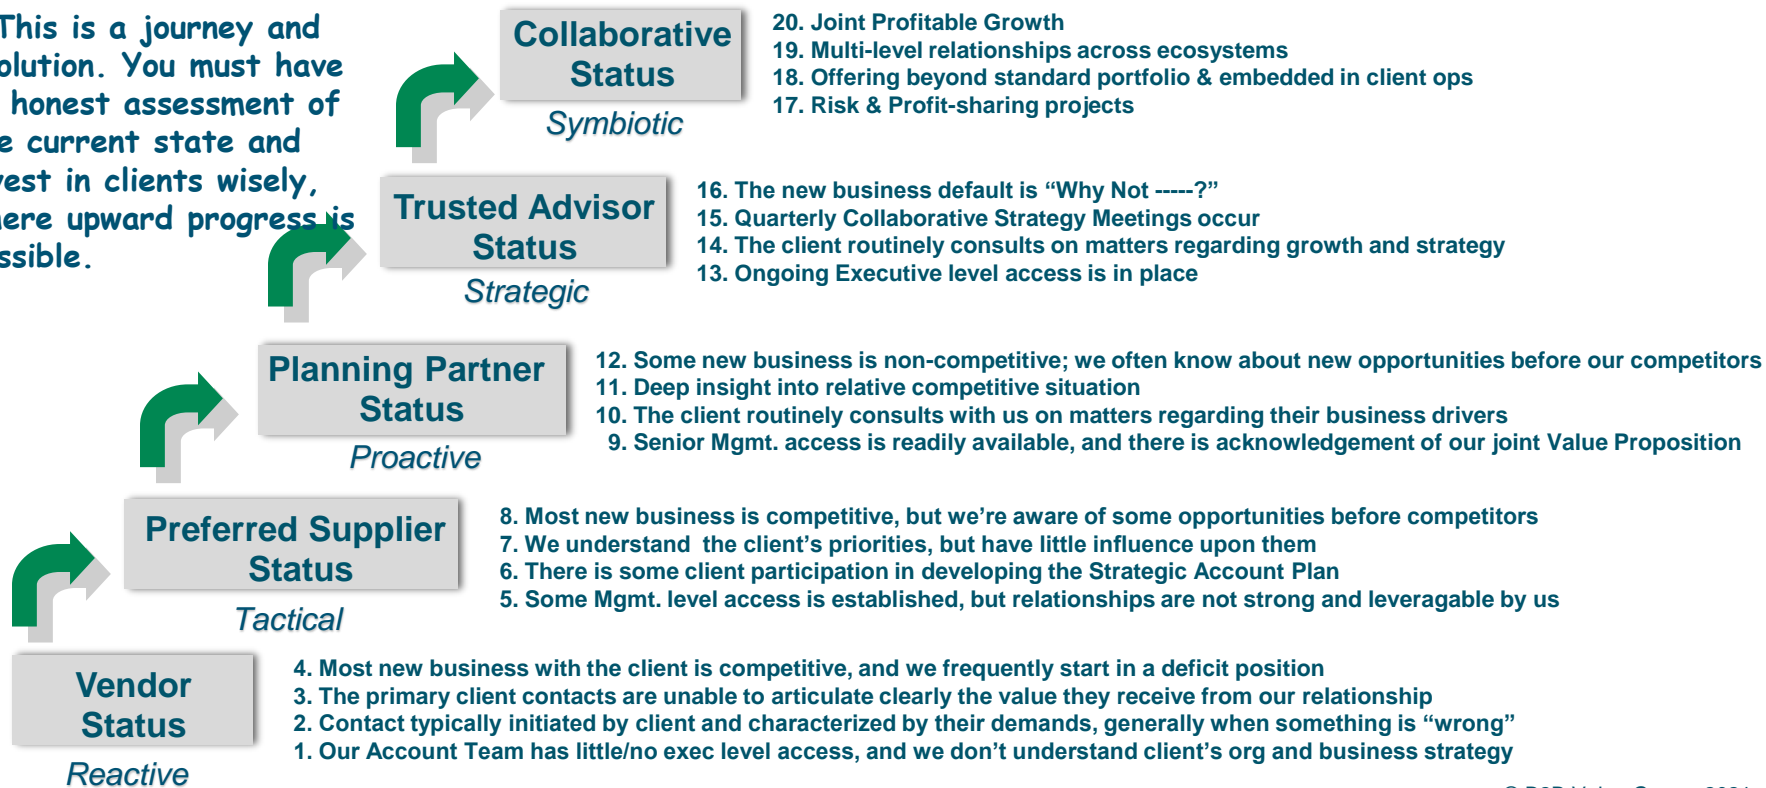 This is a journey and
olution. You must have
honest assessment of
e current state and
vest in clients wisely,
ere upward progress is
ssible.
Collaborative
Status
Symbiotic
20. Joint Profitable Growth
19. Multi-level relationships across ecosystems
18. Offering beyond standard portfolio & embedded in client ops
17. Risk & Profit-sharing projects
Trusted Advisor
Status
Strategic
16. The new business default is “Why Not -----?”
15. Quarterly Collaborative Strategy Meetings occur
14. The client routinely consults on matters regarding growth and strategy
13. Ongoing Executive level access is in place
Planning Partner
Status
Proactive
12. Some new business is non-competitive; we often know about new opportunities before our competitors
11. Deep insight into relative competitive situation
10. The client routinely consults with us on matters regarding their business drivers
9. Senior Mgmt. access is readily available, and there is acknowledgement of our joint Value Proposition
Preferred Supplier
Status
Tactical
8. Most new business is competitive, but we’re aware of some opportunities before competitors
7. We understand  the client’s priorities, but have little influence upon them
6. There is some client participation in developing the Strategic Account Plan
5. Some Mgmt. level access is established, but relationships are not strong and leveragable by us
Vendor
Status
Reactive
4. Most new business with the client is competitive, and we frequently start in a deficit position
3. The primary client contacts are unable to articulate clearly the value they receive from our relationship
2. Contact typically initiated by client and characterized by their demands, generally when something is “wrong”
1. Our Account Team has little/no exec level access, and we don’t understand client’s org and business strategy